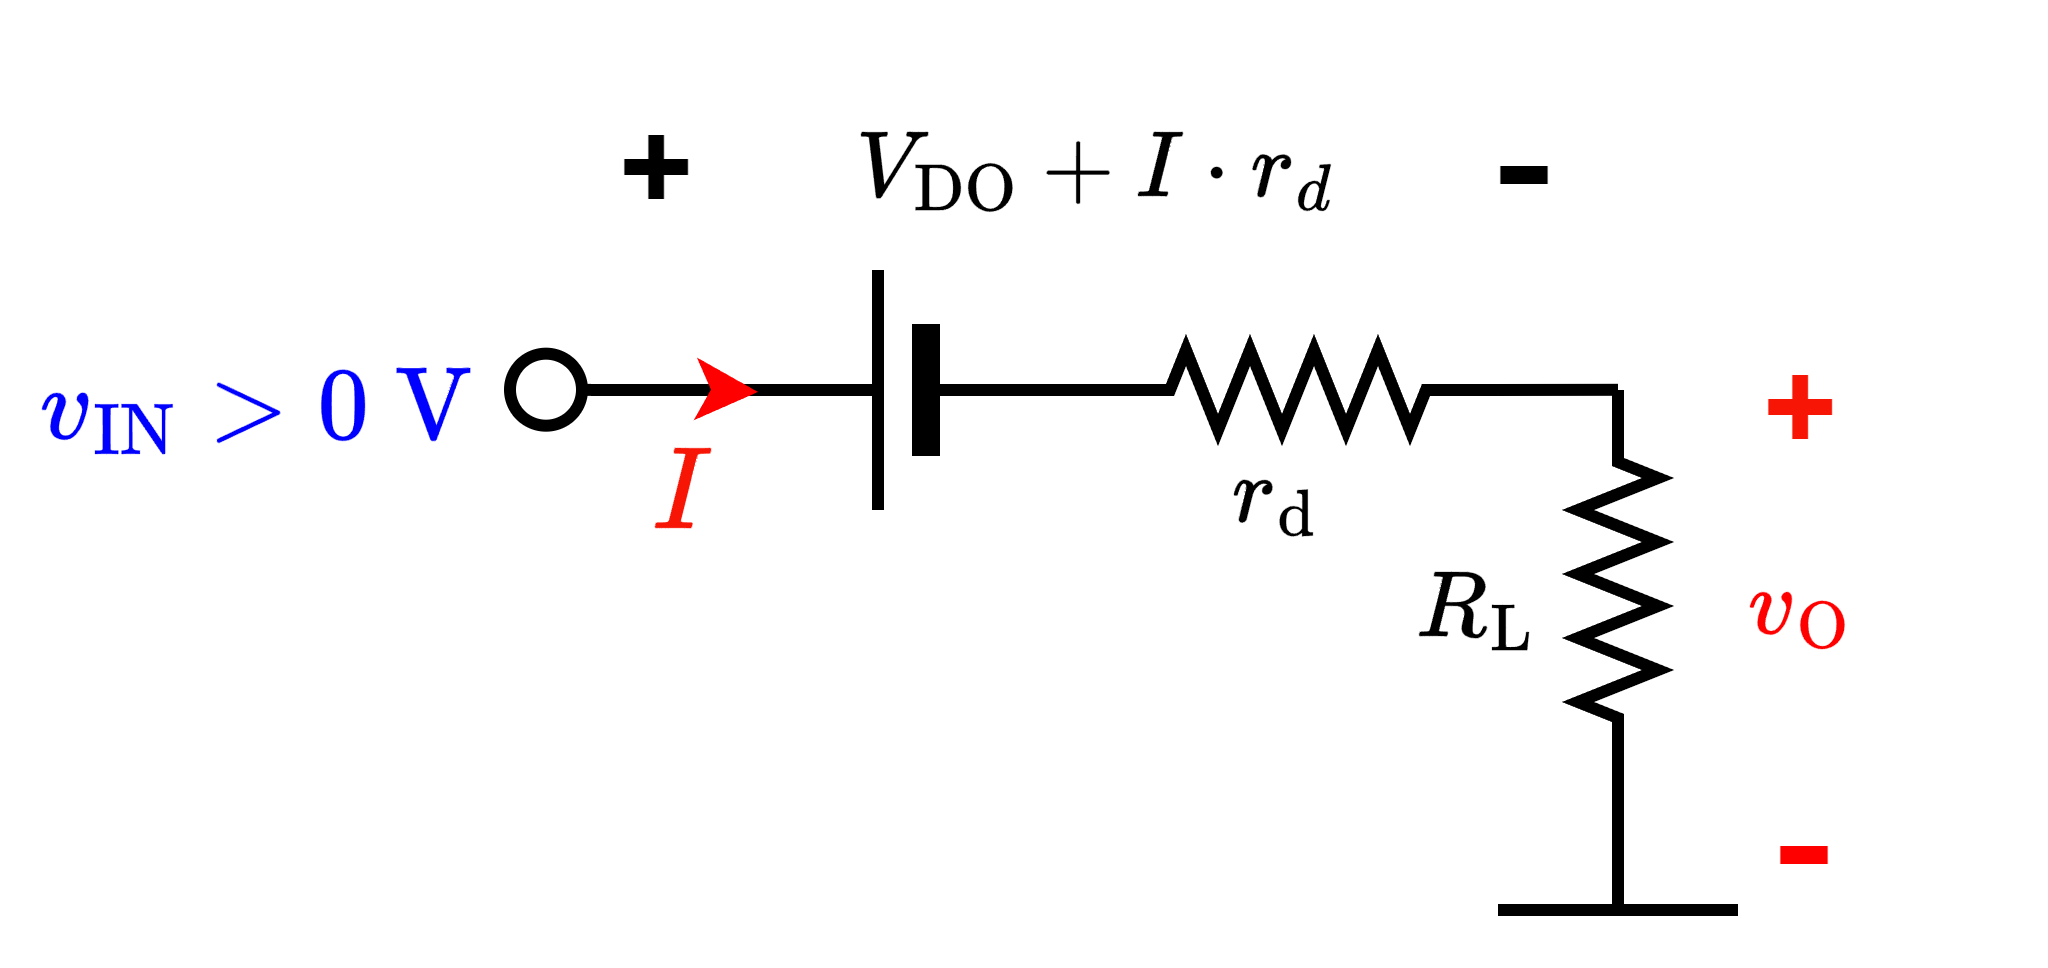 + V_DO + I · r_d -
v_IN > 0 V
I
r_d
R_L
+
v_O
-